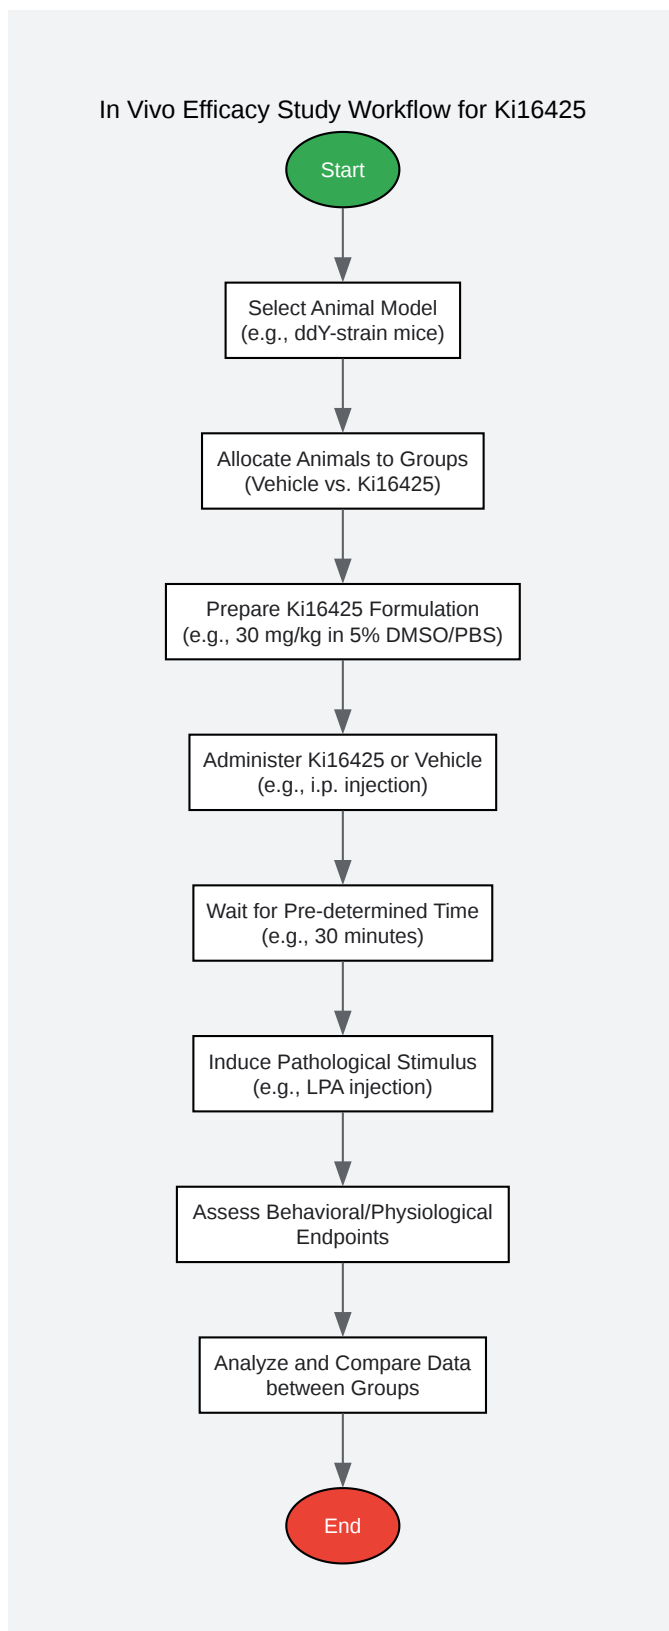 In Vivo Efficacy Study Workflow for Ki16425
Start
Select Animal Model
(e.g., ddY-strain mice)
Allocate Animals to Groups
(Vehicle vs. Ki16425)
Prepare Ki16425 Formulation
(e.g., 30 mg/kg in 5% DMSO/PBS)
Administer Ki16425 or Vehicle
(e.g., i.p. injection)
Wait for Pre-determined Time
(e.g., 30 minutes)
Induce Pathological Stimulus
(e.g., LPA injection)
Assess Behavioral/Physiological
Endpoints
Analyze and Compare Data
between Groups
End